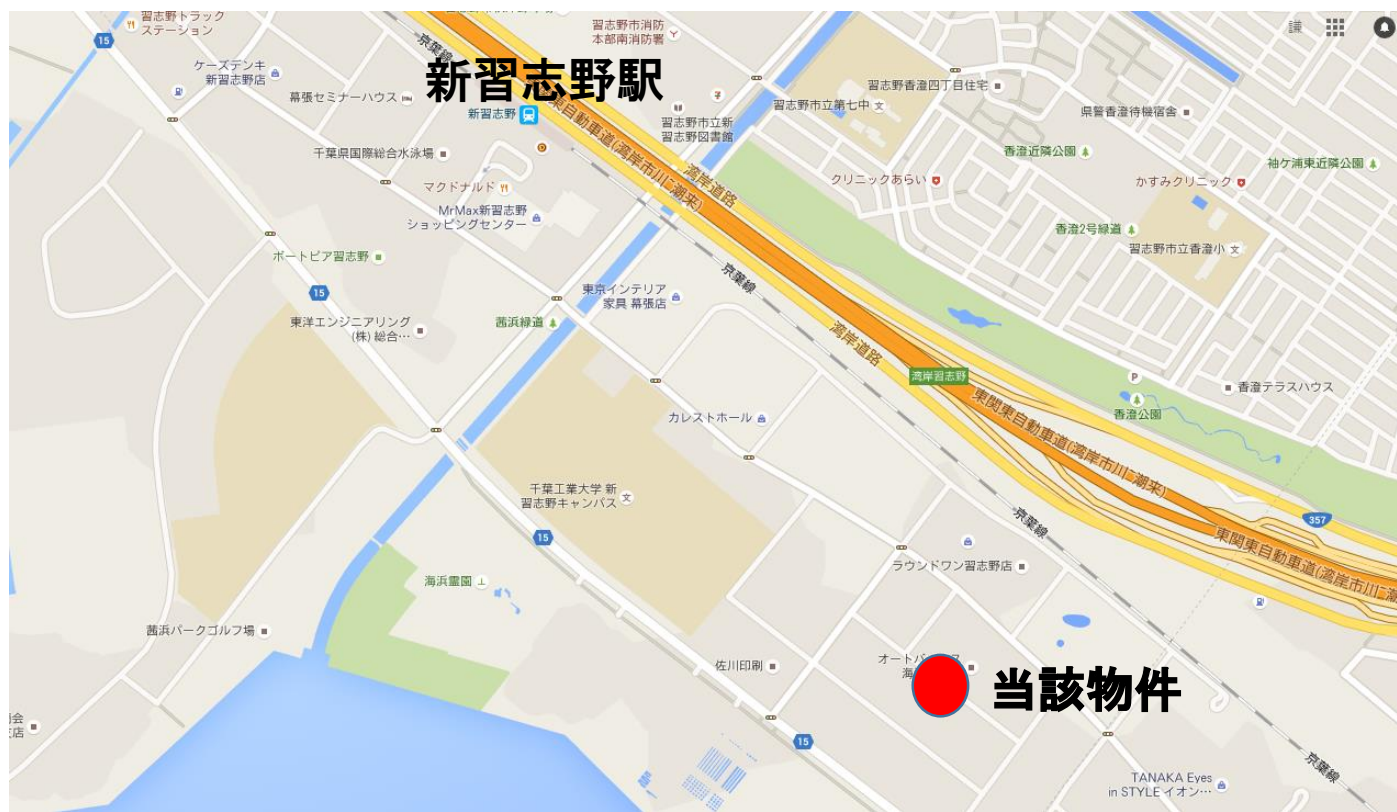 習志野トラック
ステーション
15
ケーズデンキ
新習志野店
京葉線
習志野市消防
本部南消防署
新習志野駅
幕張セミナーハウス
新習志野
習志野市立新
習志野図書館
習志野香澄四丁目住宅
習志野市立第七中
県警香澄待機宿舎
千葉県国際総合水泳場
東関東自動車道(湾岸市川-潮来)
湾岸道路
香澄近隣公園
袖ケ浦東近隣公園
クリニックあらい
かすみクリニック
マクドナルド
MrMax新習志野
ショッピングセンター
香澄2号緑道
習志野市立香澄小
ボートピア習志野
京葉線
15
東京インテリア
家具 幕張店
東洋エンジニアリング
(株) 総合…
茜浜緑道
湾岸道路
湾岸習志野
香澄テラスハウス
P
香澄公園
東関東自動車道(湾岸市川-潮来)
カレストホール
千葉工業大学 新
習志野キャンパス
京葉線
357
15
東関東自動車道(湾岸市川-潮
ラウンドワン習志野店
海浜霊園
茜浜パークゴルフ場
佐川印刷
当該物件
15
京葉線
TANAKA Eyes
in STYLE イオン…